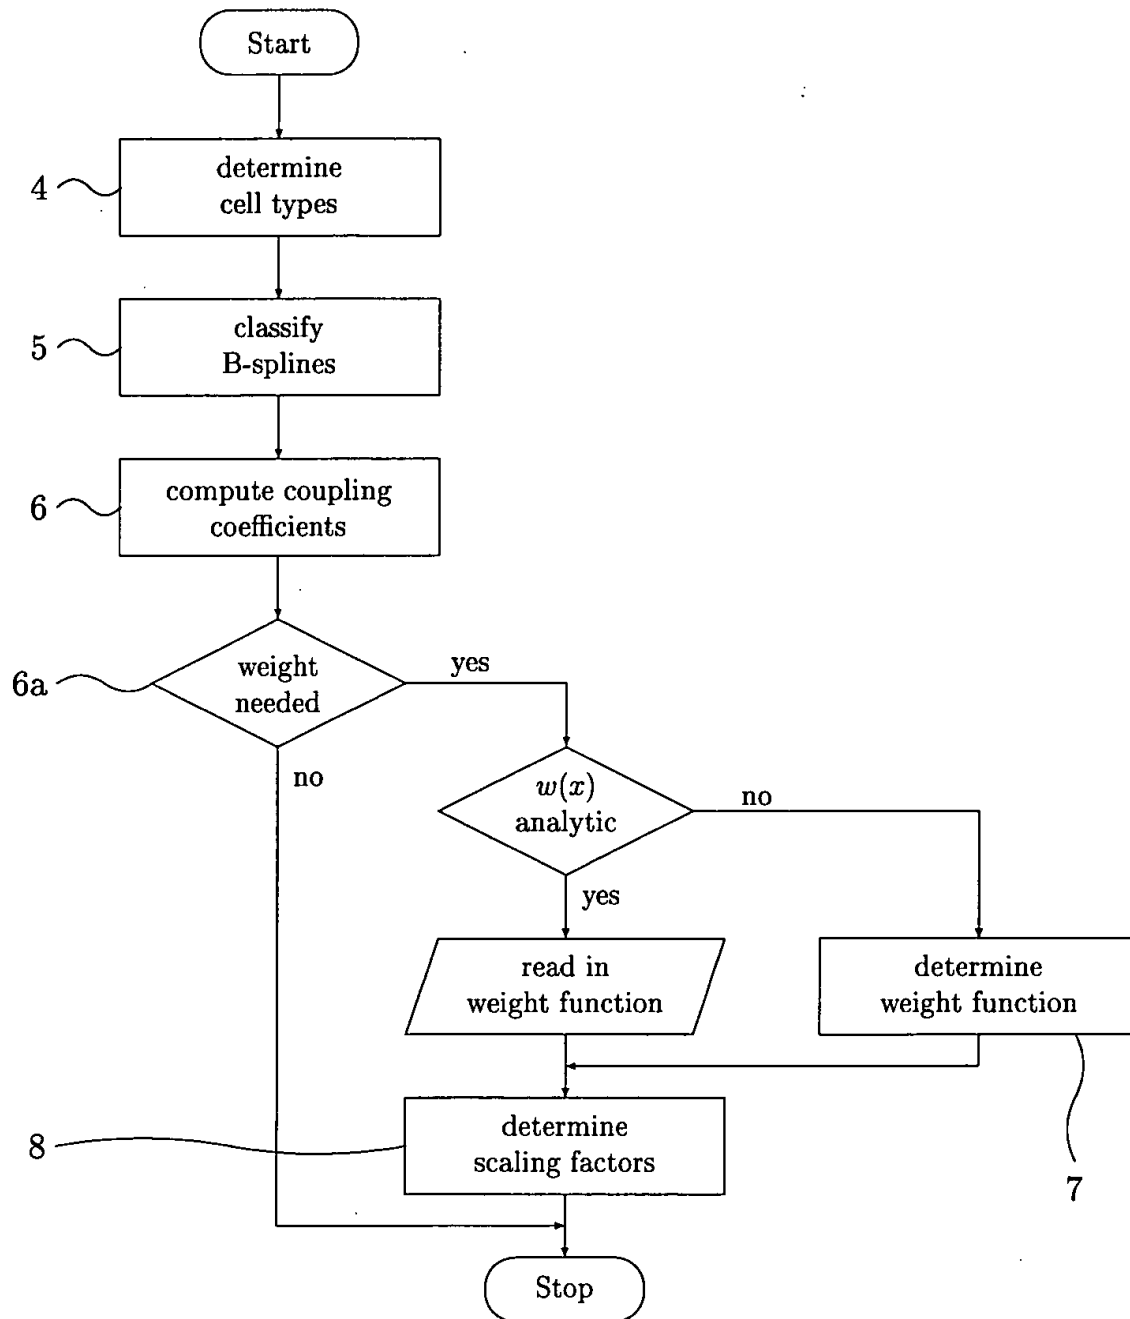 Start
4
determine
cell types
5
classify
B-splines
6
compute coupling
coefficients
6a
weight
needed
yes
no
w(x)
analytic
no
yes
read in
weight function
determine
weight function
8
determine
scaling factors
7
Stop